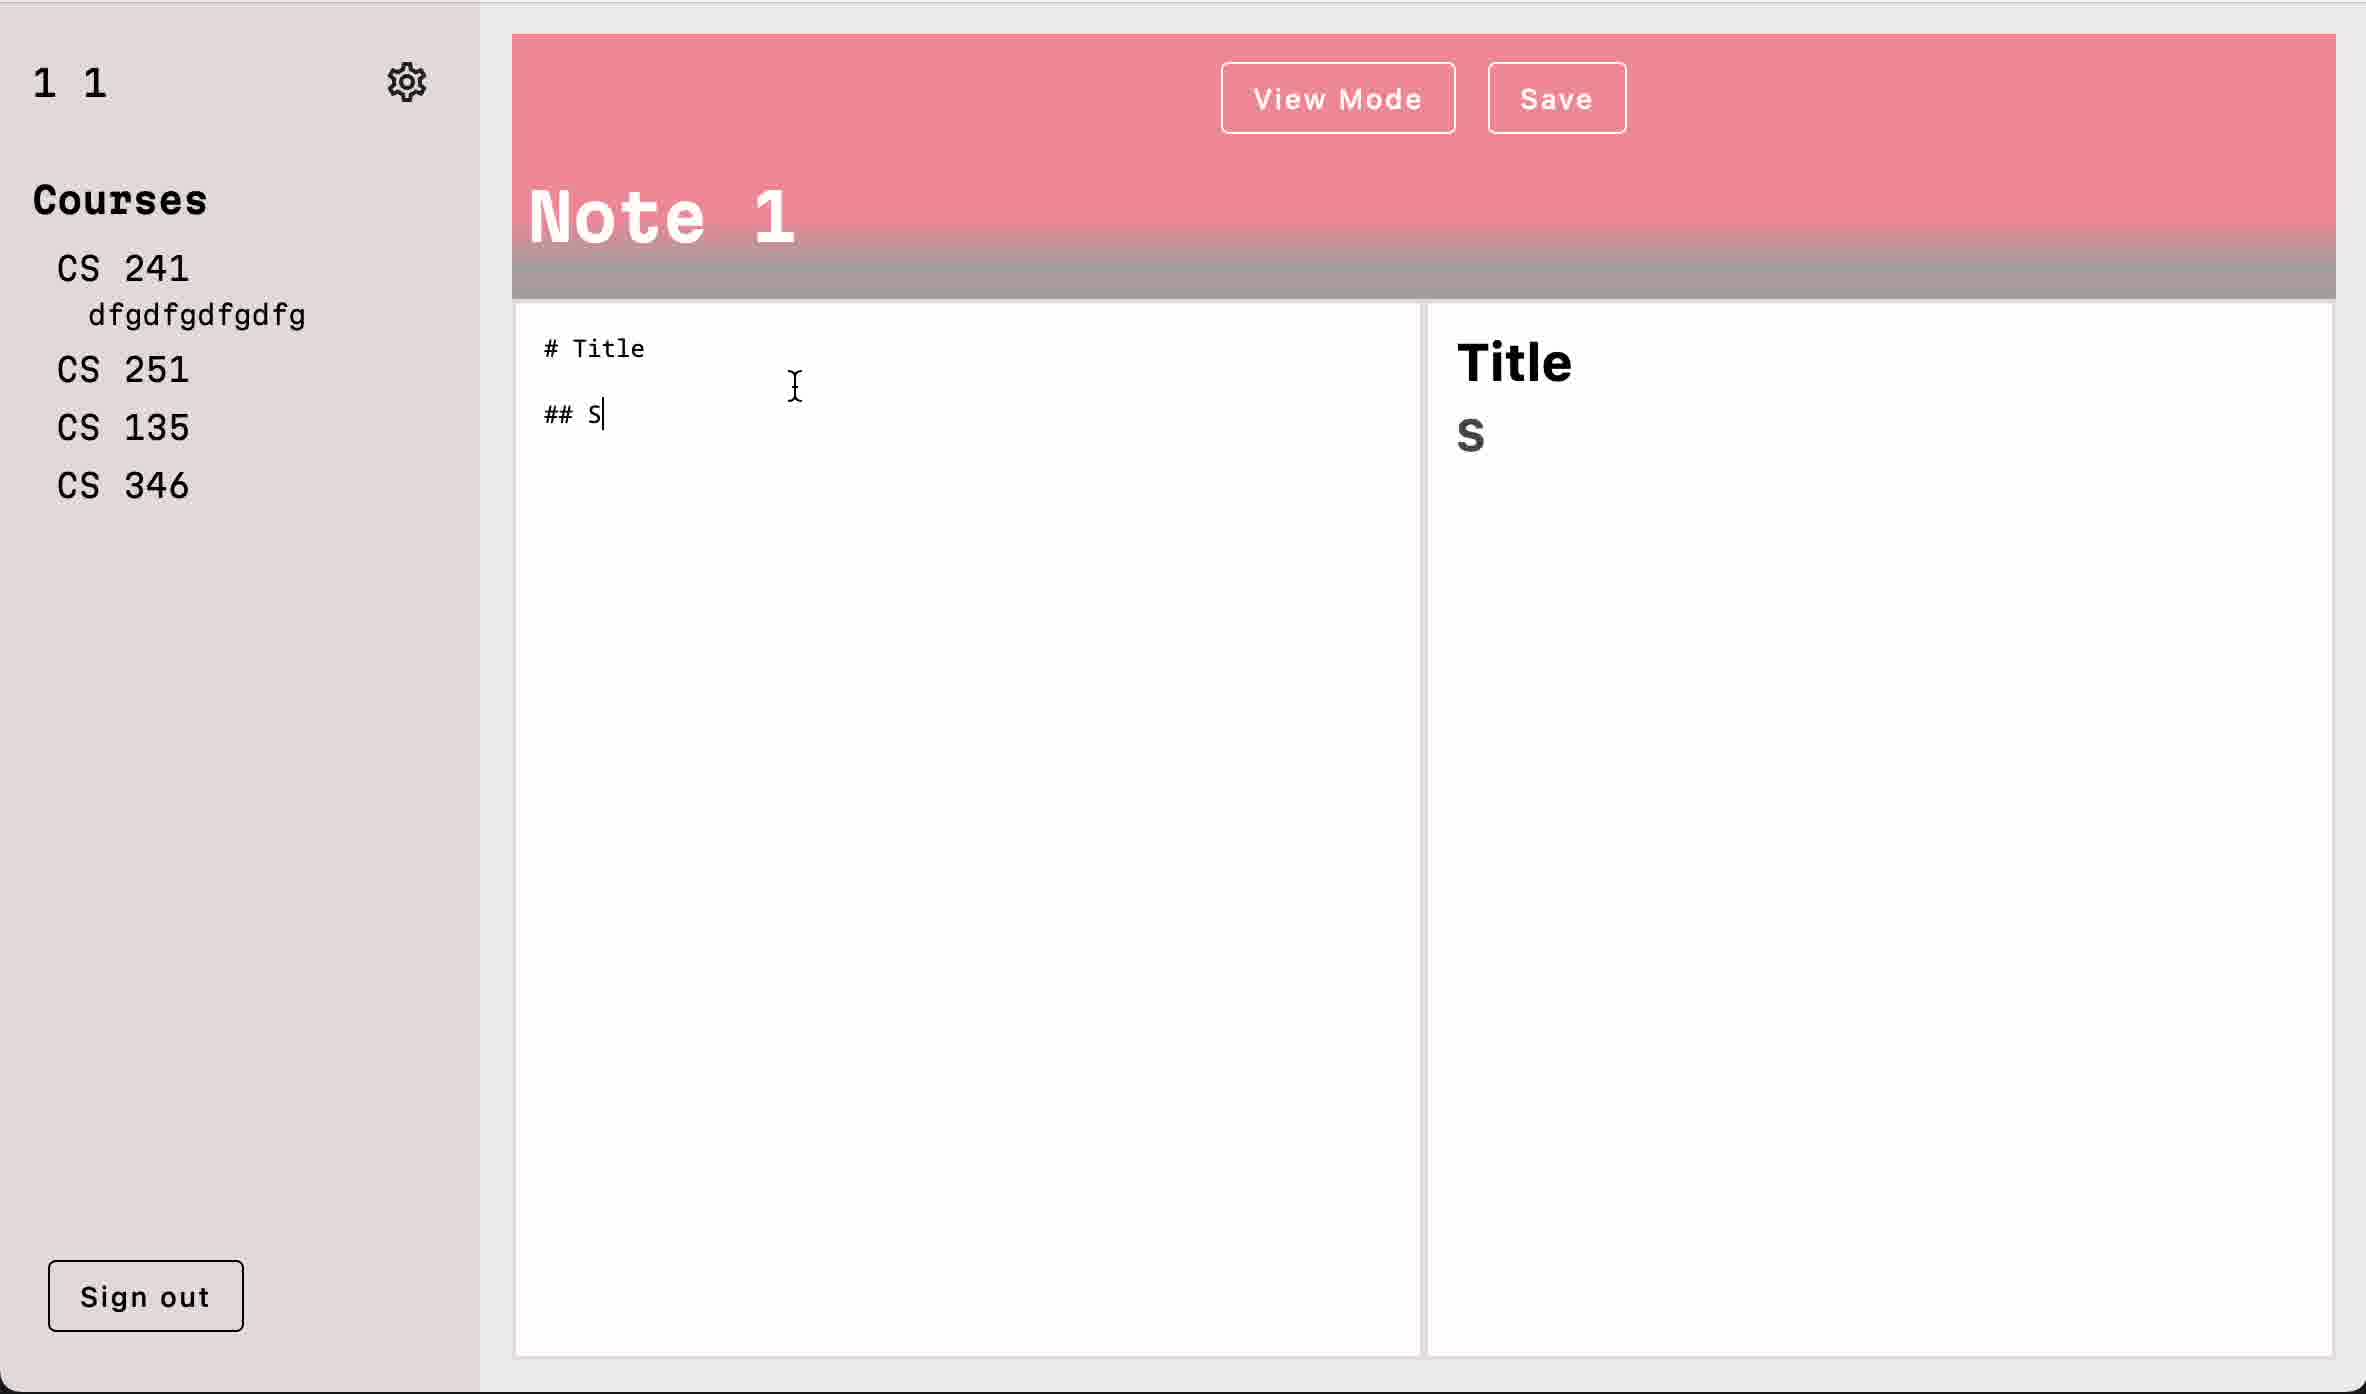 1 1
Courses
CS 241
dfgdfgdfgdfg
CS 251
CS 135
CS 346
Sign out
View Mode
Save
Note 1
# Title
## S
Title
S